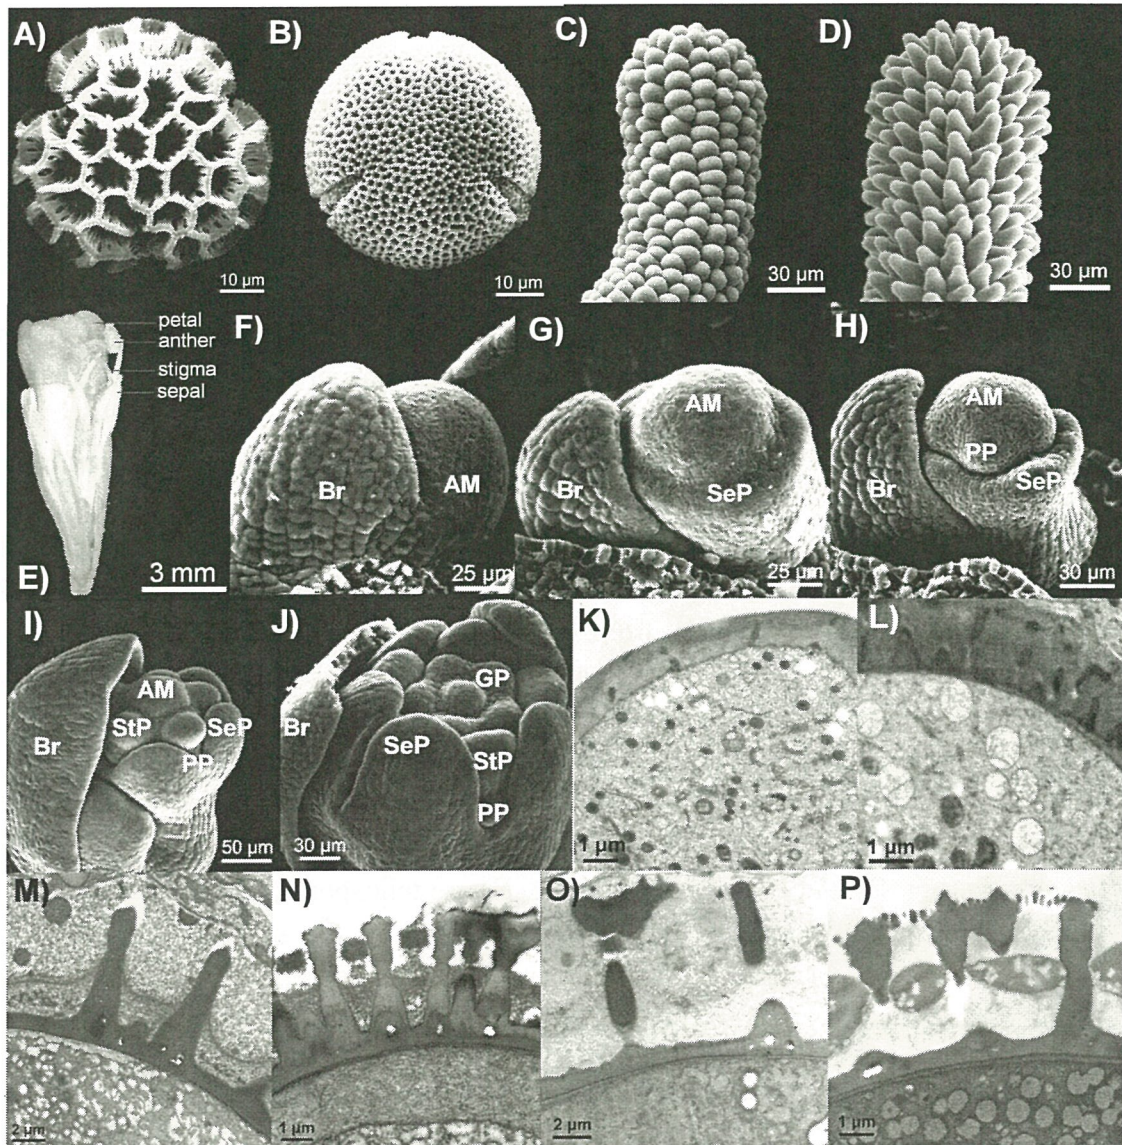 A)
10 µm
B)
10 µm
C)
30 µm
D)
30 µm
petal
anther
stigma
sepal
E)
3 mm
F)
Br
AM
25 µm
G)
AM
Br
SeP
25 µm
H)
AM
PP
Br
SeP
30 µm
I)
AM
StP
SeP
Br
PP
50 µm
J)
GP
Br
SeP
StP
PP
30 µm
K)
1 µm
L)
1 µm
M)
2 µm
N)
1 µm
O)
2 µm
P)
1 µm